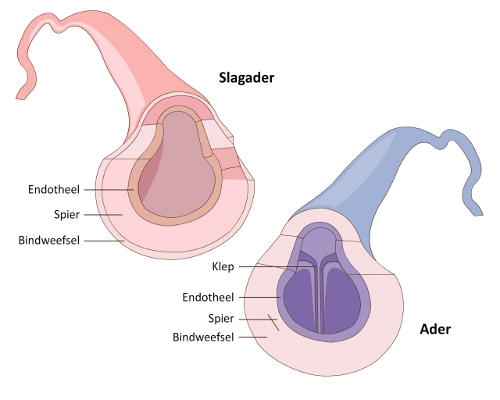 Slagader
Endotheel
Spier
Bindweefsel
Klep
Endotheel
Spier
Bindweefsel
Ader